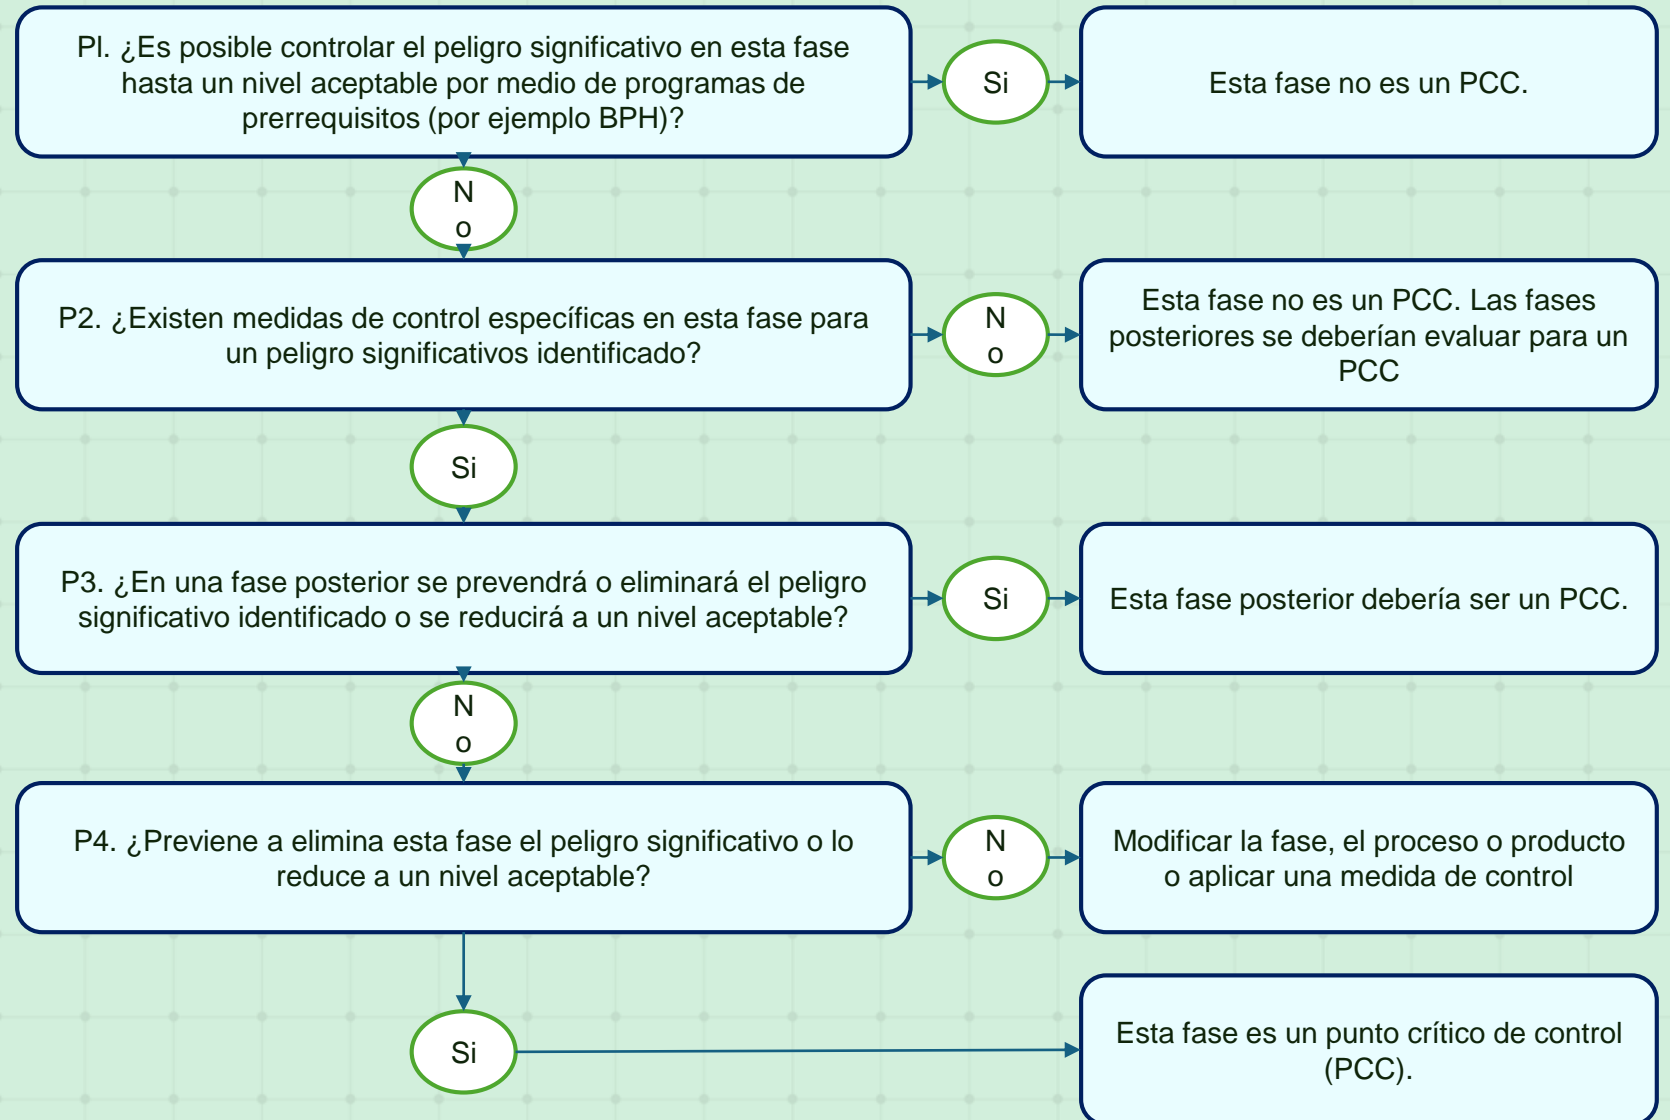 Pl. ¿Es posible controlar el peligro significativo en esta fase
hasta un nivel aceptable por medio de programas de
prerrequisitos (por ejemplo BPH)?
Si
Esta fase no es un PCC.
N
o
P2. ¿Existen medidas de control específicas en esta fase para
un peligro significativos identificado?
N
o
Esta fase no es un PCC. Las fases
posteriores se deberían evaluar para un
PCC
Si
P3. ¿En una fase posterior se prevendrá o eliminará el peligro
significativo identificado o se reducirá a un nivel aceptable?
Si
Esta fase posterior debería ser un PCC.
N
o
P4. ¿Previene a elimina esta fase el peligro significativo o lo
reduce a un nivel aceptable?
N
o
Modificar la fase, el proceso o producto
o aplicar una medida de control
Si
Esta fase es un punto crítico de control
(PCC).